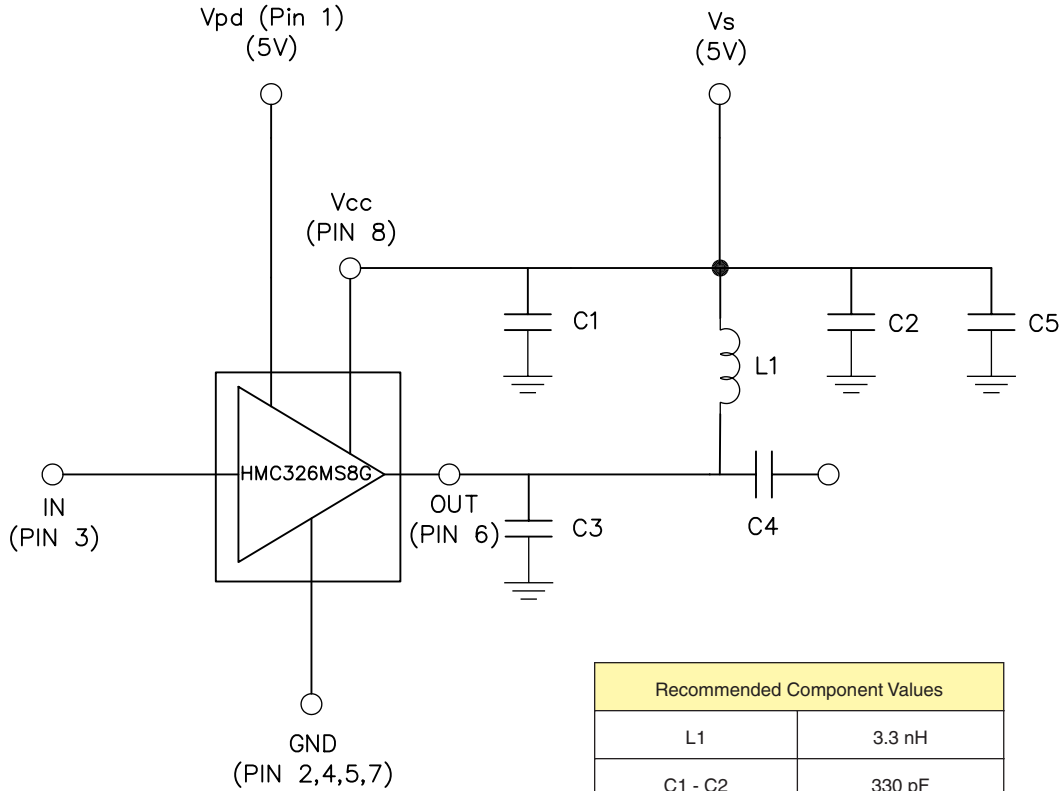 Vpd (Pin 1)
(5V)
Vs
(5V)
Vcc
(PIN 8)
C1
C2
C5
L1
HMC326MS8G
IN
(PIN 3)
OUT
(PIN 6)
C3
C4
GND
(PIN 2,4,5,7)
Recommended Component Values
L1 3.3 nH
C1 - C2 330 pF